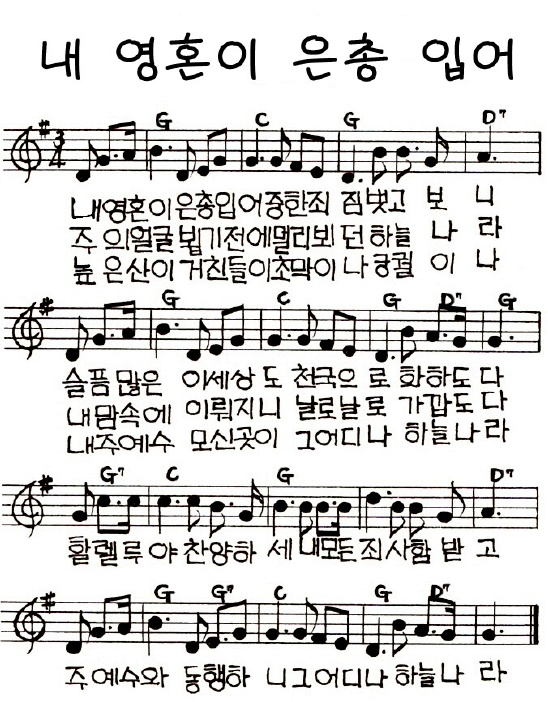 내 영혼이 은총 입어
3 4 G C G D7
내영혼이은총입어중한죄 짐벗고 보 니
주 의얼굴 뵙기전에멀리뵈 던 하늘 나 라
높 은산이 거친들이초막이 나 궁궐 이 나
G C G D7 G
슬픔많은 이세상 도 천국으 로 화하도 다
내맘속에 이뤄지 니 날로날 로 가깝도 다
내주예수 모신곳이 그어디 나 하늘나 라
G7 C G D7
할렐루 야 찬양하 세 내모든 죄사함 받 고
G G7 C G D7
주 예수와 동행하 니그어디나 하늘나 라